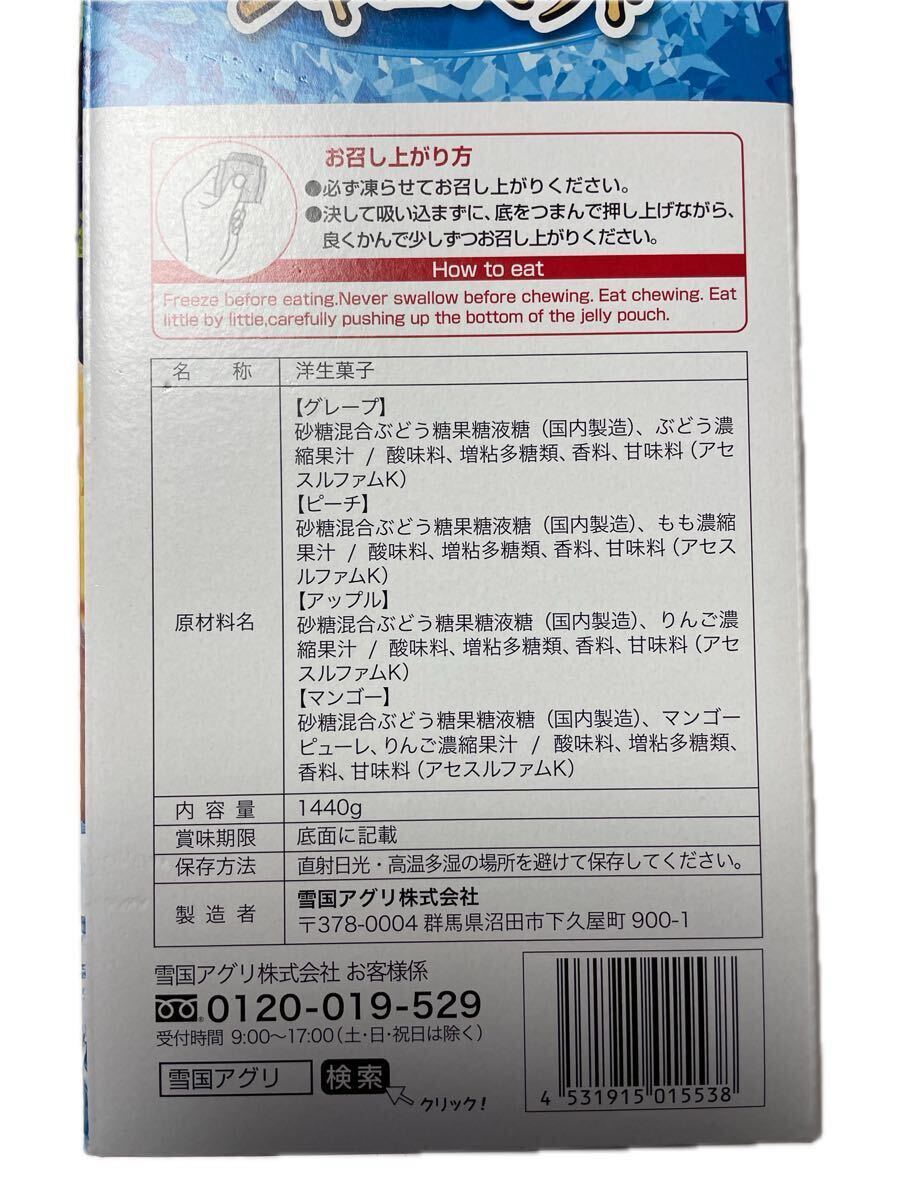 お召し上がり方
●必ず凍らせてお召し上がりください。
●決して吸い込まずに、底をつまんで押し上げながら、
良くかんで少しずつお召し上がりください。
How to eat
Freeze before eating.Never swallow before chewing. Eat chewing. Eat
little by little,carefully pushing up the bottom of the jelly pouch.
名 称 洋生菓子
原材料名
【グレープ】
砂糖混合ぶどう糖果糖液糖（国内製造）、ぶどう濃
縮果汁 / 酸味料、増粘多糖類、香料、甘味料（アセ
スルファムK）
【ピーチ】
砂糖混合ぶどう糖果糖液糖（国内製造）、もも濃縮
果汁 / 酸味料、増粘多糖類、香料、甘味料（アセス
ルファムK）
【アップル】
砂糖混合ぶどう糖果糖液糖（国内製造）、りんご濃
縮果汁 / 酸味料、増粘多糖類、香料、甘味料（アセ
スルファムK）
【マンゴー】
砂糖混合ぶどう糖果糖液糖（国内製造）、マンゴー
ピューレ、りんご濃縮果汁 / 酸味料、増粘多糖類、
香料、甘味料（アセスルファムK）
内 容 量 1440g
賞味期限 底面に記載
保存方法 直射日光・高温多湿の場所を避けて保存してください。
製 造 者 雪国アグリ株式会社
〒378-0004 群馬県沼田市下久屋町 900-1
雪国アグリ株式会社 お客様係
0120-019-529
受付時間 9:00〜17:00（土・日・祝日は除く）
雪国アグリ 検索
クリック!
4 531915 015538